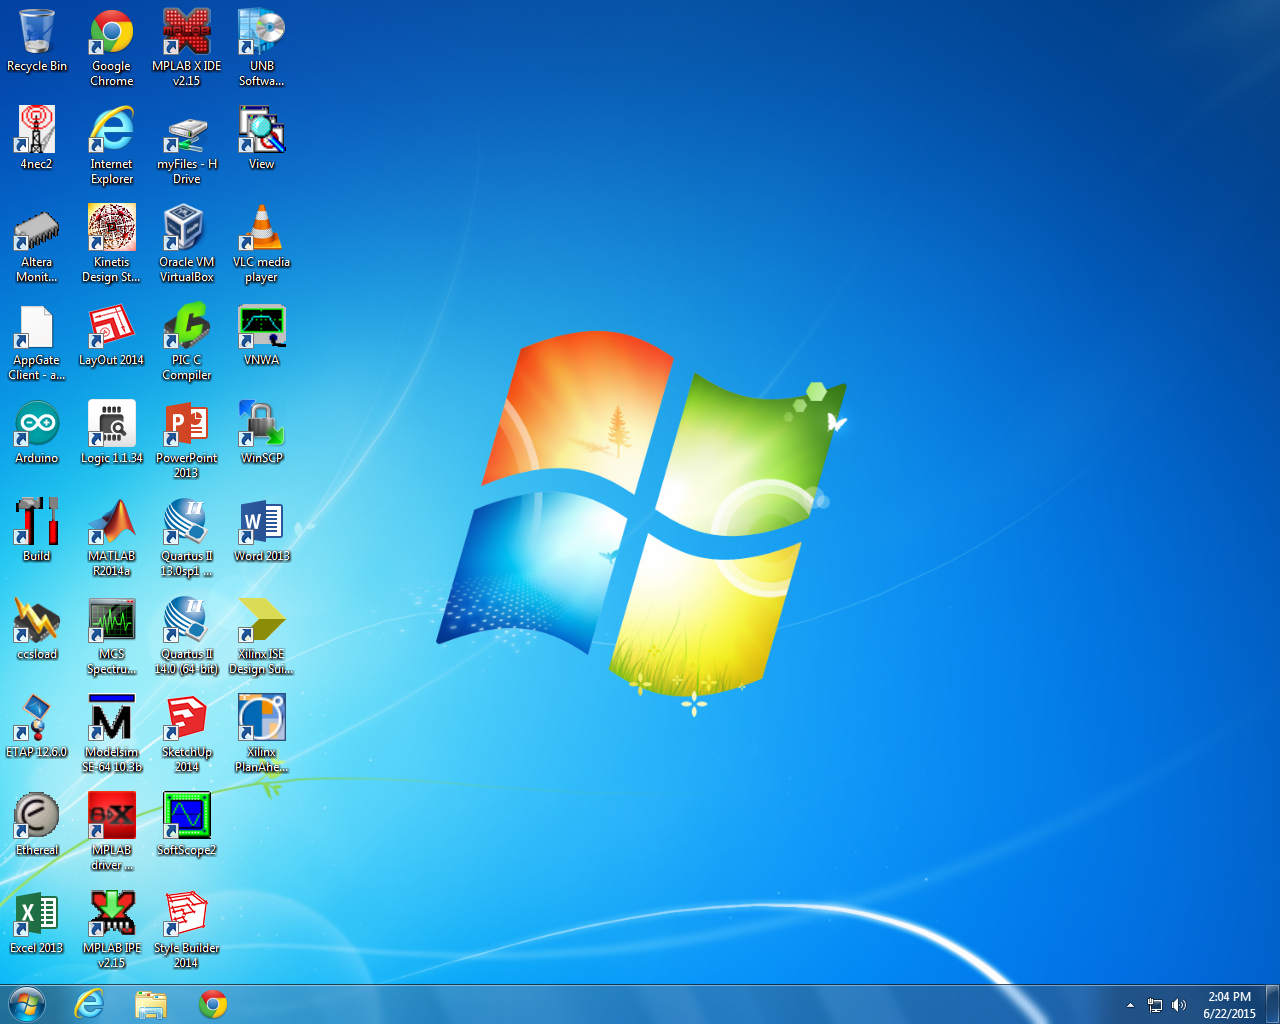 Recycle Bin
Google
Chrome
MPLAB X IDE
v2.15
UNB
Softwa...
4nec2
Internet
Explorer
myFiles - H
Drive
View
Altera
Monit...
Kinetis
Design St...
Oracle VM
VirtualBox
VLC media
player
AppGate
Client - a...
LayOut 2014
PIC C
Compiler
VNWA
Arduino
Logic 1.1.34
PowerPoint
2013
WinSCP
Build
MATLAB
R2014a
Quartus II
13.0sp1 ...
Word 2013
ccsload
MCS
Spectru...
Quartus II
14.0 (64-bit)
Xilinx ISE
Design Sui...
ETAP 12.6.0
Modelsim
SE-64 10.3b
SketchUp
2014
Xilinx
PlanAhe...
Ethereal
MPLAB
driver ...
SoftScope2
Excel 2013
MPLAB IPE
v2.15
Style Builder
2014
2:04 PM
6/22/2015